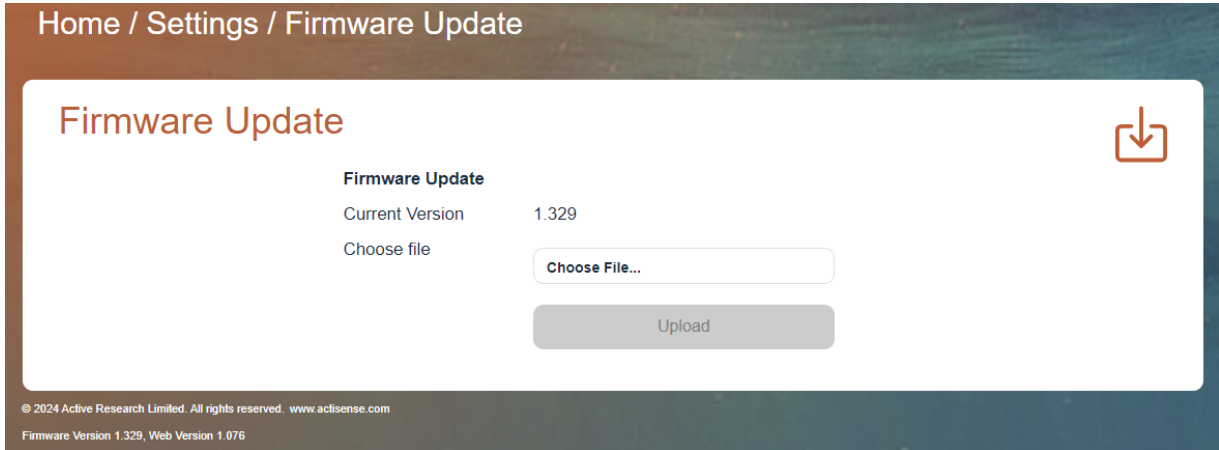 Home / Settings / Firmware Update
Firmware Update
Firmware Update
Current Version 1.329
Choose file
Choose File...
Upload
© 2024 Active Research Limited. All rights reserved. www.actisense.com
Firmware Version 1.329, Web Version 1.076